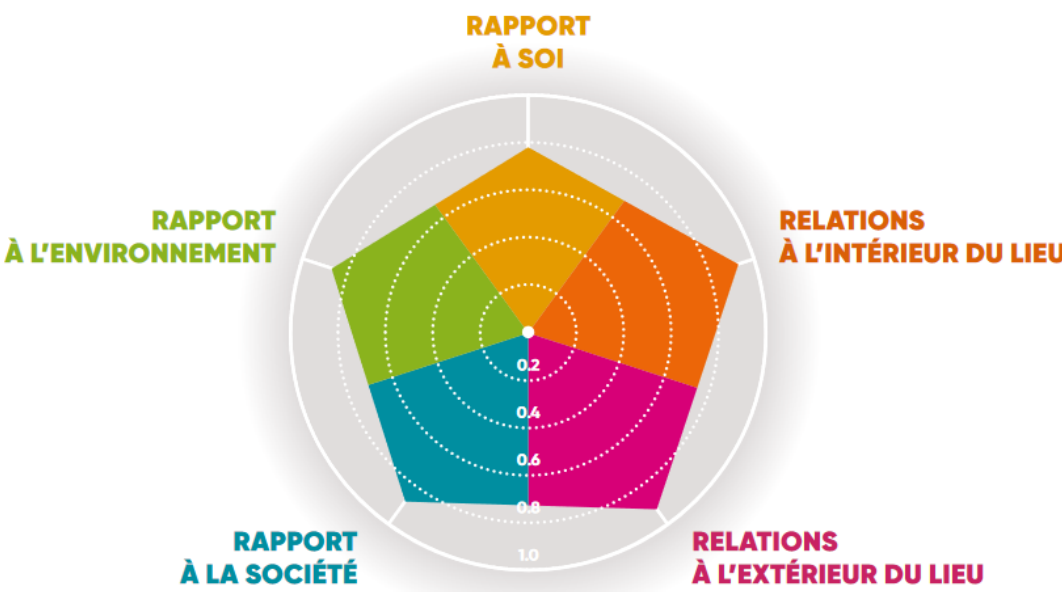 RAPPORT
À SOI
RAPPORT
À L'ENVIRONNEMENT
RELATIONS
À L'INTÉRIEUR DU LIEU
0.2
0.4
0.6
0.8
1.0
RAPPORT
À LA SOCIÉTÉ
RELATIONS
À L'EXTÉRIEUR DU LIEU